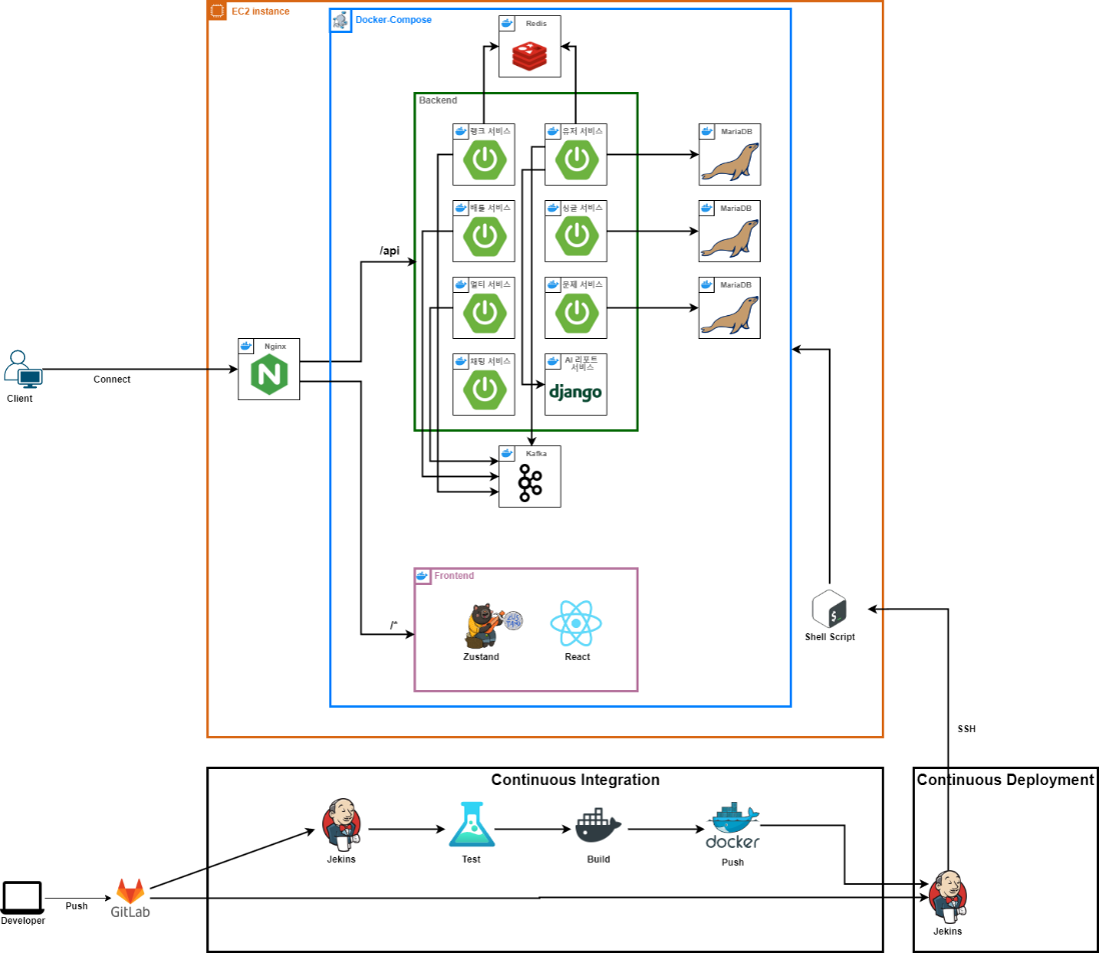 EC2 instance
Docker-Compose
Redis
Backend
랭크 서비스
유저 서비스
MariaDB
배틀 서비스
싱글 서비스
MariaDB
/api
멀티 서비스
문제 서비스
MariaDB
Nginx
채팅 서비스
AI 리포트
서비스
django
Connect
Client
Kafka
Frontend
/*
Zustand
React
Shell Script
SSH
Continuous Integration
Continuous Deployment
Jekins
Test
Build
docker
Push
GitLab
Push
Developer
Jekins